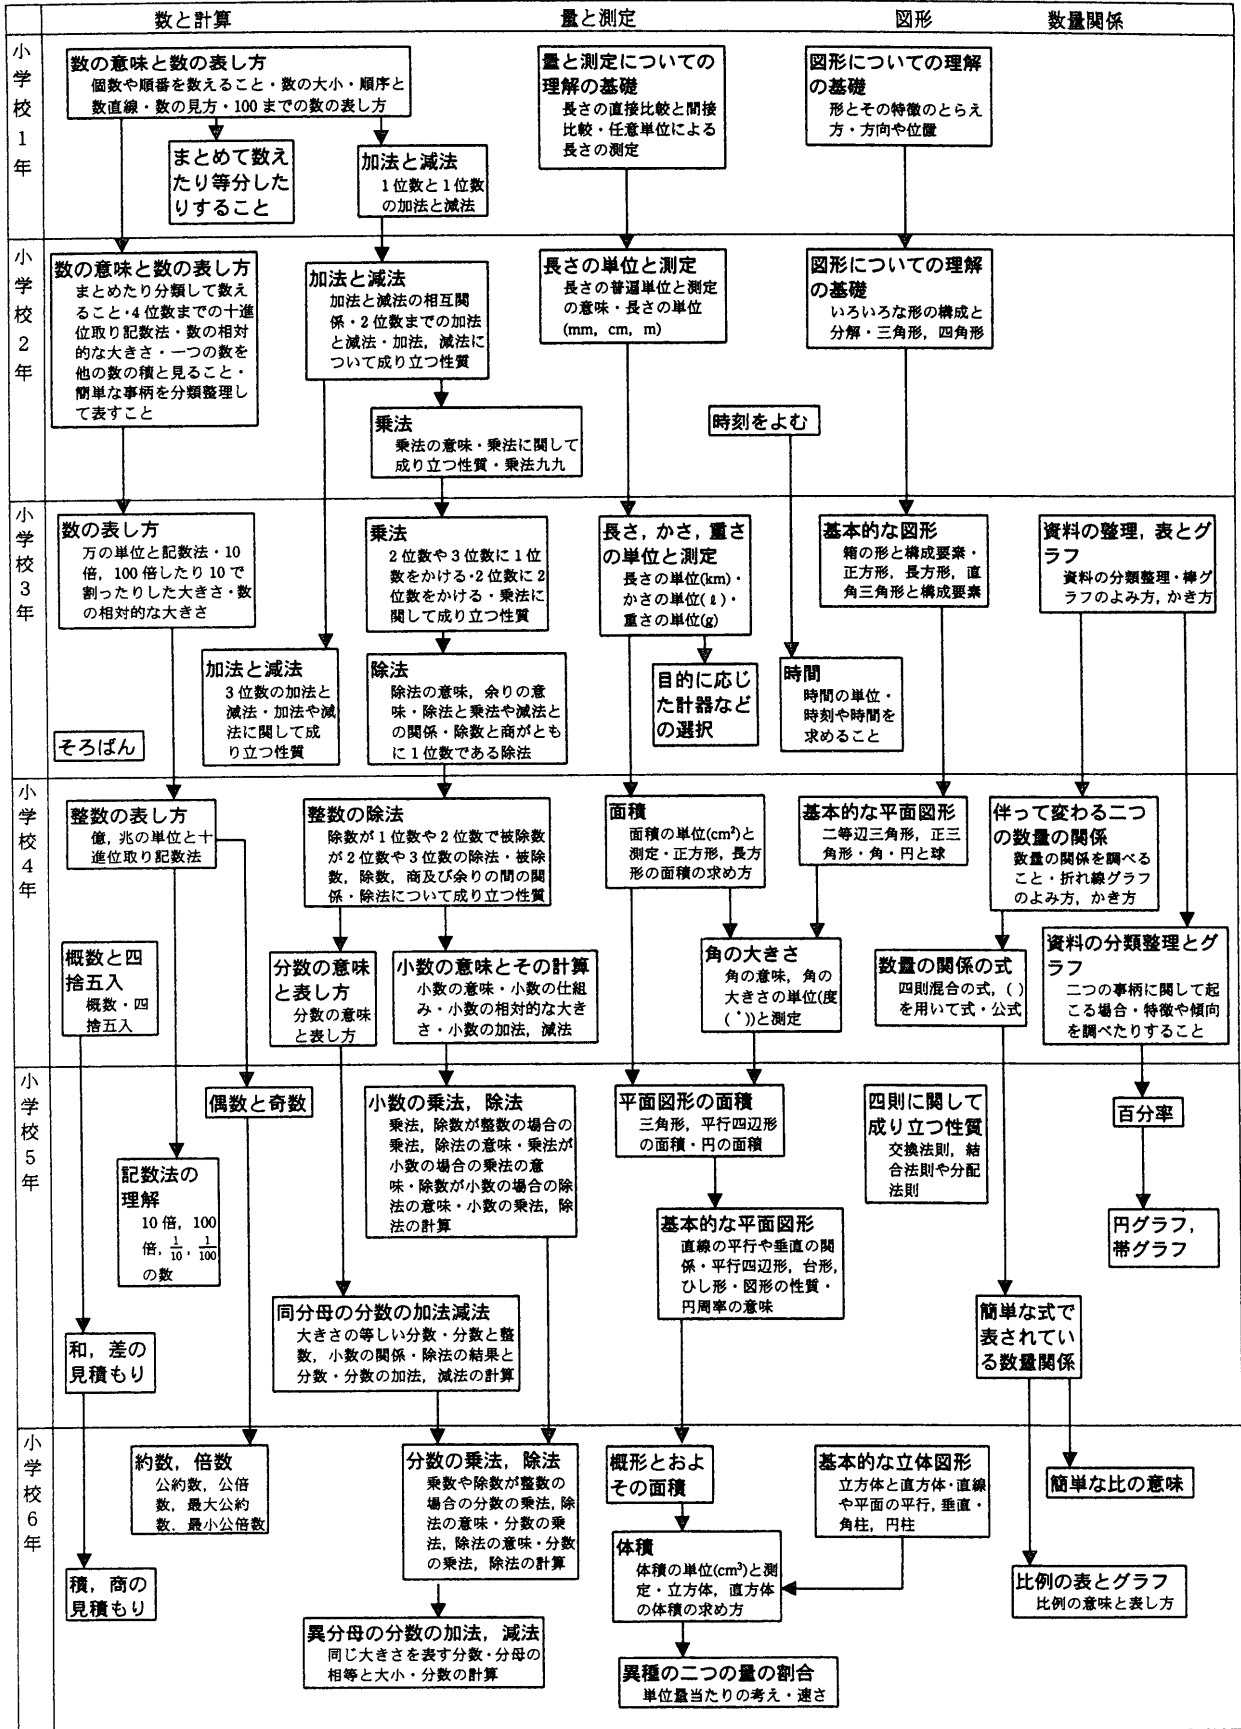 数と計算
量と測定
図形
数量関係
小学校1年
数の意味と数の表し方
個数や順番を数えること・数の大小・順序と
数直線・数の見方・100までの数の表し方
まとめて数え
たり等分した
りすること
加法と減法
1位数と1位数
の加法と減法
量と測定についての
理解の基礎
長さの直接比較と間接
比較・任意単位による
長さの測定
図形についての理解
の基礎
形とその特徴のとらえ
方・方向や位置
小学校2年
数の意味と数の表し方
まとめたり分類して数え
ること・4位数までの十進
位取り記数法・数の相対
的な大きさ・一つの数を
他の数の積と見ること・
簡単な事柄を分類整理し
て表すこと
加法と減法
加法と減法の相互関
係・2位数までの加法
と減法・加法，減法に
ついて成り立つ性質
乗法
乗法の意味・乗法に関して
成り立つ性質・乗法九九
長さの単位と測定
長さの普遍単位と測定
の意味・長さの単位
(mm, cm, m)
時刻をよむ
図形についての理解
の基礎
いろいろな形の構成と
分解・三角形，四角形
小学校3年
数の表し方
万の単位と記数法・10
倍，100倍したり10で
割ったりした大きさ・数
の相対的な大きさ
そろばん
加法と減法
3位数の加法と
減法・加法や減
法に関して成
り立つ性質
乗法
2位数や3位数に1位
数をかける・2位数に2
位数をかける・乗法に
関して成り立つ性質
除法
除法の意味，余りの意
味・除法と乗法や減法と
の関係・除数と商がとも
に1位数である除法
長さ，かさ，重さ
の単位と測定
長さの単位(km)・
かさの単位(ℓ)・
重さの単位(g)
目的に応じ
た計器など
の選択
時間
時間の単位・
時刻や時間を
求めること
基本的な図形
箱の形と構成要素・
正方形，長方形，直
角三角形と構成要素
資料の整理，表とグ
ラフ
資料の分類整理・棒グ
ラフのよみ方，かき方
小学校4年
整数の表し方
億，兆の単位と十
進位取り記数法
概数と四
捨五入
概数・四
捨五入
整数の除法
除数が1位数や2位数で被除数
が2位数や3位数の除法・被除
数，除数，商及び余りの間の関
係・除法について成り立つ性質
分数の意味
と表し方
分数の意味
と表し方
小数の意味とその計算
小数の意味・小数の仕組
み・小数の相対的な大き
さ・小数の加法，減法
面積
面積の単位(cm²)と
測定・正方形，長方
形の面積の求め方
角の大きさ
角の意味，角の
大きさの単位(度
(°))と測定
基本的な平面図形
二等辺三角形，正三
角形・角・円と球
伴って変わる二つ
の数量の関係
数量の関係を調べる
こと・折れ線グラフ
のよみ方，かき方
数量の関係の式
四則混合の式，( )
を用いて式・公式
資料の分類整理とグ
ラフ
二つの事柄に関して起
こる場合・特徴や傾向
を調べたりすること
小学校5年
偶数と奇数
記数法の
理解
10倍，100
倍，1/10，1/100
の数
和，差の
見積もり
小数の乗法，除法
乗法，除数が整数の場合の
乗法，除法の意味・乗法が
小数の場合の乗法の意
味・除数が小数の場合の除
法の意味・小数の乗法，除
法の計算
同分母の分数の加法減法
大きさの等しい分数・分数と整
数，小数の関係・除法の結果と
分数・分数の加法，減法の計算
平面図形の面積
三角形，平行四辺形
の面積・円の面積
基本的な平面図形
直線の平行や垂直の関
係・平行四辺形，台形，
ひし形・図形の性質・
円周率の意味
四則に関して
成り立つ性質
交換法則，結
合法則や分配
法則
簡単な式で
表されてい
る数量関係
百分率
円グラフ，
帯グラフ
小学校6年
約数，倍数
公約数，公倍
数，最大公約
数，最小公倍数
積，商の
見積もり
分数の乗法，除法
乗数や除数が整数の
場合の分数の乗法，除
法の意味・分数の乗
法，除法の意味・分数
の乗法，除法の計算
異分母の分数の加法，減法
同じ大きさを表す分数・分母の
相等と大小・分数の計算
概形とおよ
その面積
体積
体積の単位(cm³)と測
定・立方体，直方体
の体積の求め方
異種の二つの量の割合
単位量当たりの考え・速さ
基本的な立体図形
立方体と直方体・直線
や平面の平行，垂直・
角柱，円柱
簡単な比の意味
比例の表とグラフ
比例の意味と表し方